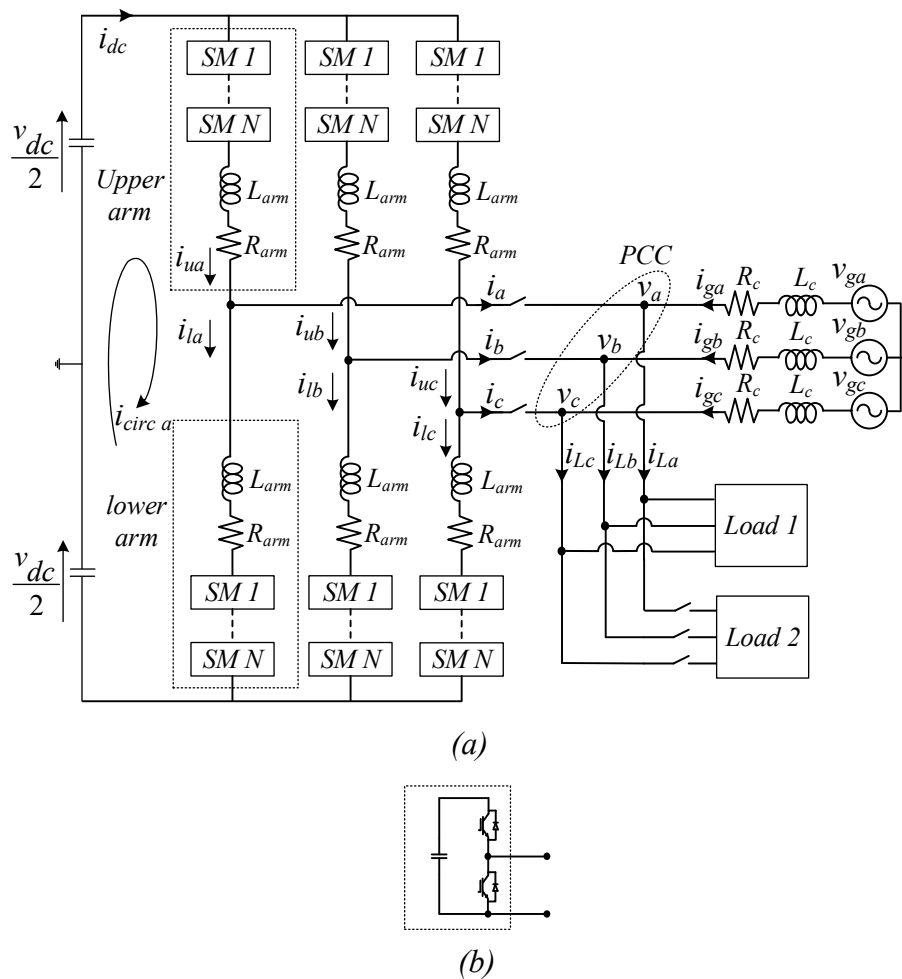 i_dc
SM 1 SM 1 SM 1
SM N SM N SM N
v_dc
2
Upper
arm
L_arm L_arm L_arm
R_arm R_arm R_arm
i_ua
PCC
i_a v_a i_ga R_c L_c v_ga
i_la i_ub
i_b v_b i_gb R_c L_c v_gb
i_lb i_uc
i_c v_c i_gc R_c L_c v_gc
i_circ a
i_lc
i_Lc i_Lb i_La
L_arm L_arm L_arm
lower
arm
R_arm R_arm R_arm
Load 1
v_dc
2
SM 1 SM 1 SM 1
SM N SM N SM N
Load 2
(a)
(b)